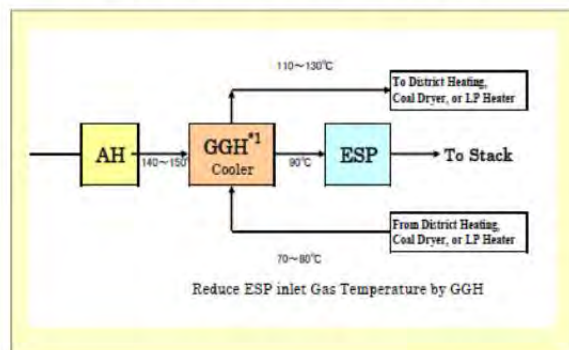 110～130℃
To District Heating,
Coal Dryer, or LP Heater
AH
140～150
GGH*1
Cooler
90℃
ESP
To Stack
From District Heating,
Coal Dryer, or LP Heater
70～80℃
Reduce ESP inlet Gas Temperature by GGH